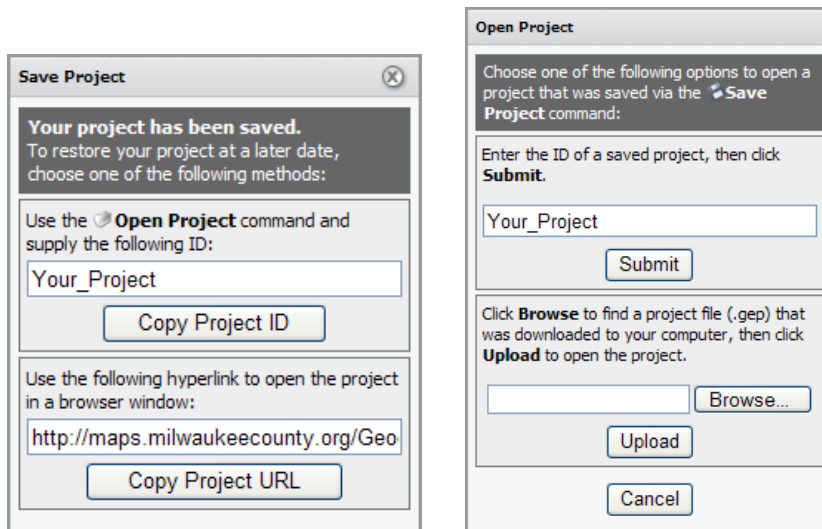 Save Project
Your project has been saved.
To restore your project at a later date,
choose one of the following methods:
Use the Open Project command and
supply the following ID:
Your_Project
Copy Project ID
Use the following hyperlink to open the project
in a browser window:
http://maps.milwaukeecounty.org/Geo
Copy Project URL
Open Project
Choose one of the following options to open a
project that was saved via the Save
Project command:
Enter the ID of a saved project, then click
Submit.
Your_Project
Submit
Click Browse to find a project file (.gep) that
was downloaded to your computer, then click
Upload to open the project.
Browse...
Upload
Cancel